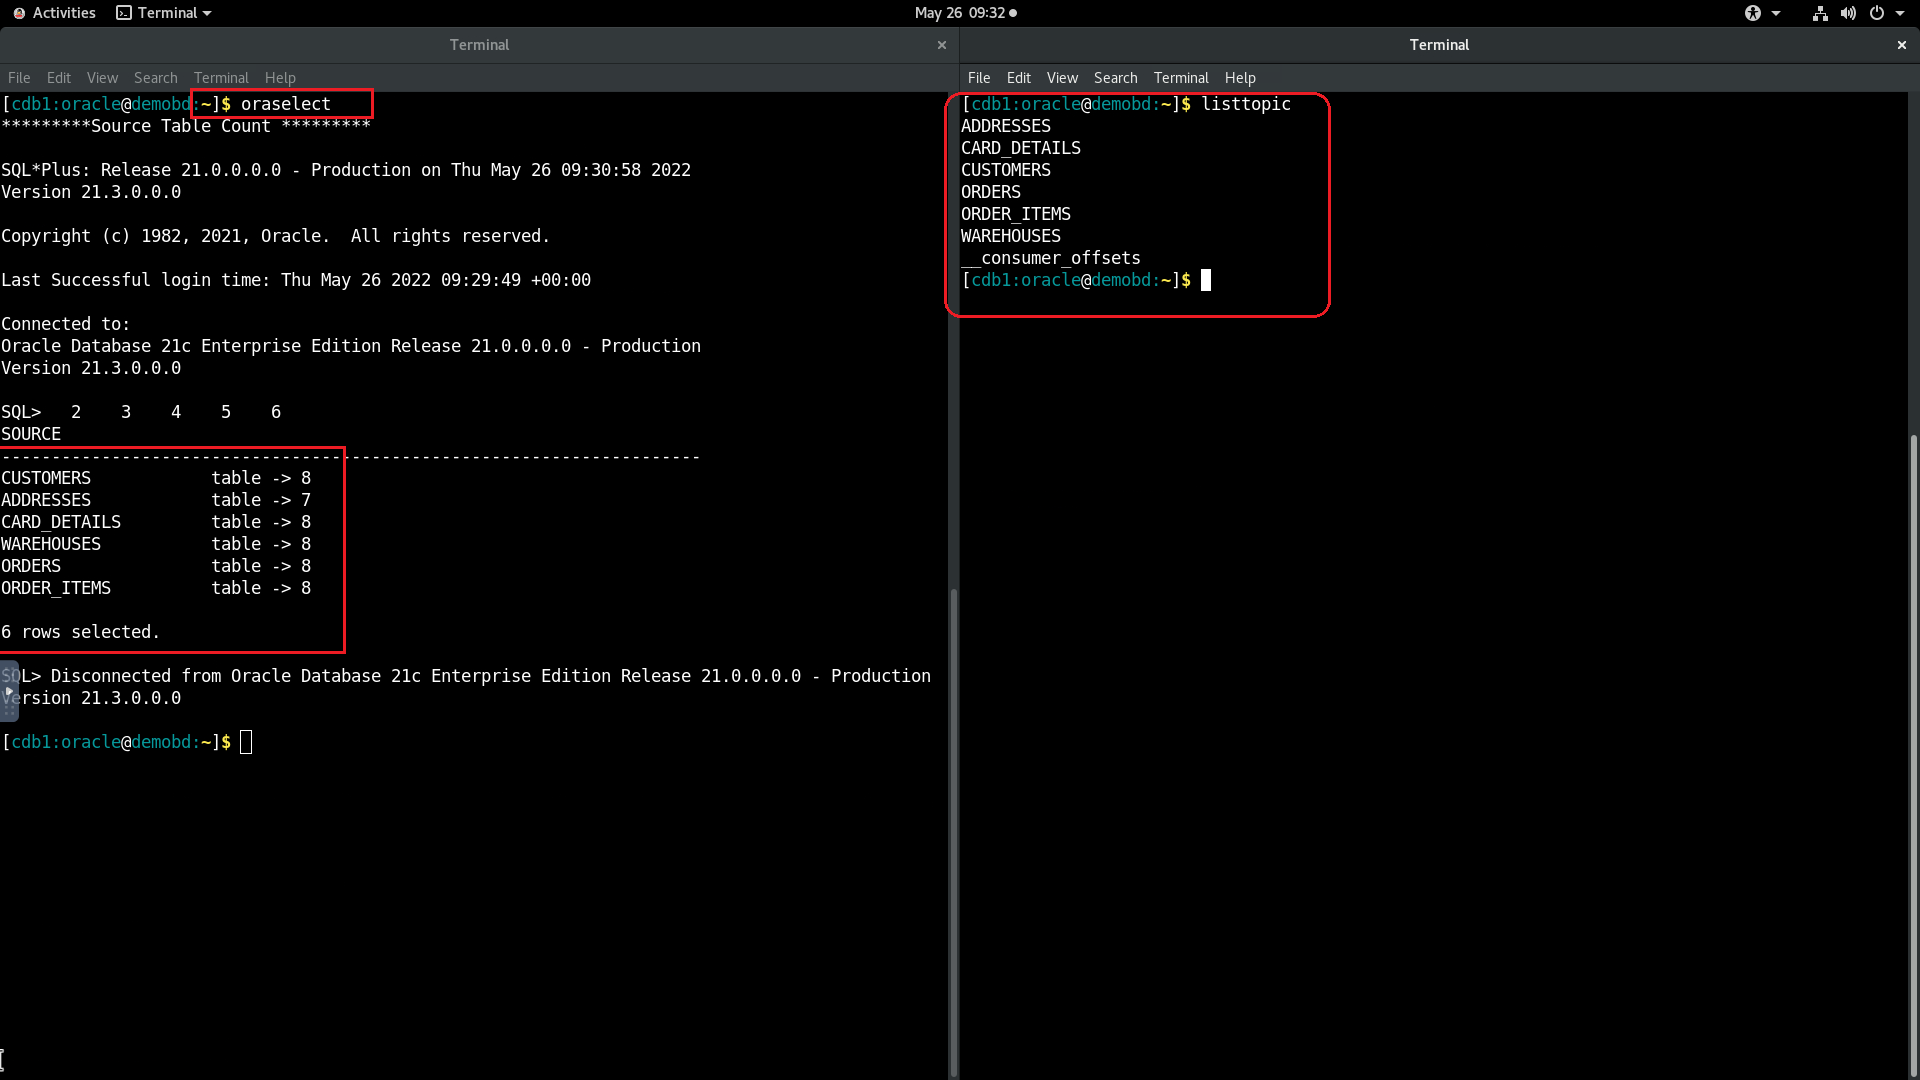 Activities Terminal May 26 09:32
Terminal
File Edit View Search Terminal Help
[cdb1:oracle@demobd:~]$ oraselect
*********Source Table Count *********
SQL*Plus: Release 21.0.0.0.0 - Production on Thu May 26 09:30:58 2022
Version 21.3.0.0.0
Copyright (c) 1982, 2021, Oracle.  All rights reserved.
Last Successful login time: Thu May 26 2022 09:29:49 +00:00
Connected to:
Oracle Database 21c Enterprise Edition Release 21.0.0.0.0 - Production
Version 21.3.0.0.0
SQL>   2    3    4    5    6
SOURCE
----------------------------------------------------------------------
CUSTOMERS            table -> 8
ADDRESSES            table -> 7
CARD_DETAILS         table -> 8
WAREHOUSES           table -> 8
ORDERS               table -> 8
ORDER_ITEMS          table -> 8
6 rows selected.
SQL> Disconnected from Oracle Database 21c Enterprise Edition Release 21.0.0.0.0 - Production
Version 21.3.0.0.0
[cdb1:oracle@demobd:~]$
Terminal
File Edit View Search Terminal Help
[cdb1:oracle@demobd:~]$ listtopic
ADDRESSES
CARD_DETAILS
CUSTOMERS
ORDERS
ORDER_ITEMS
WAREHOUSES
__consumer_offsets
[cdb1:oracle@demobd:~]$